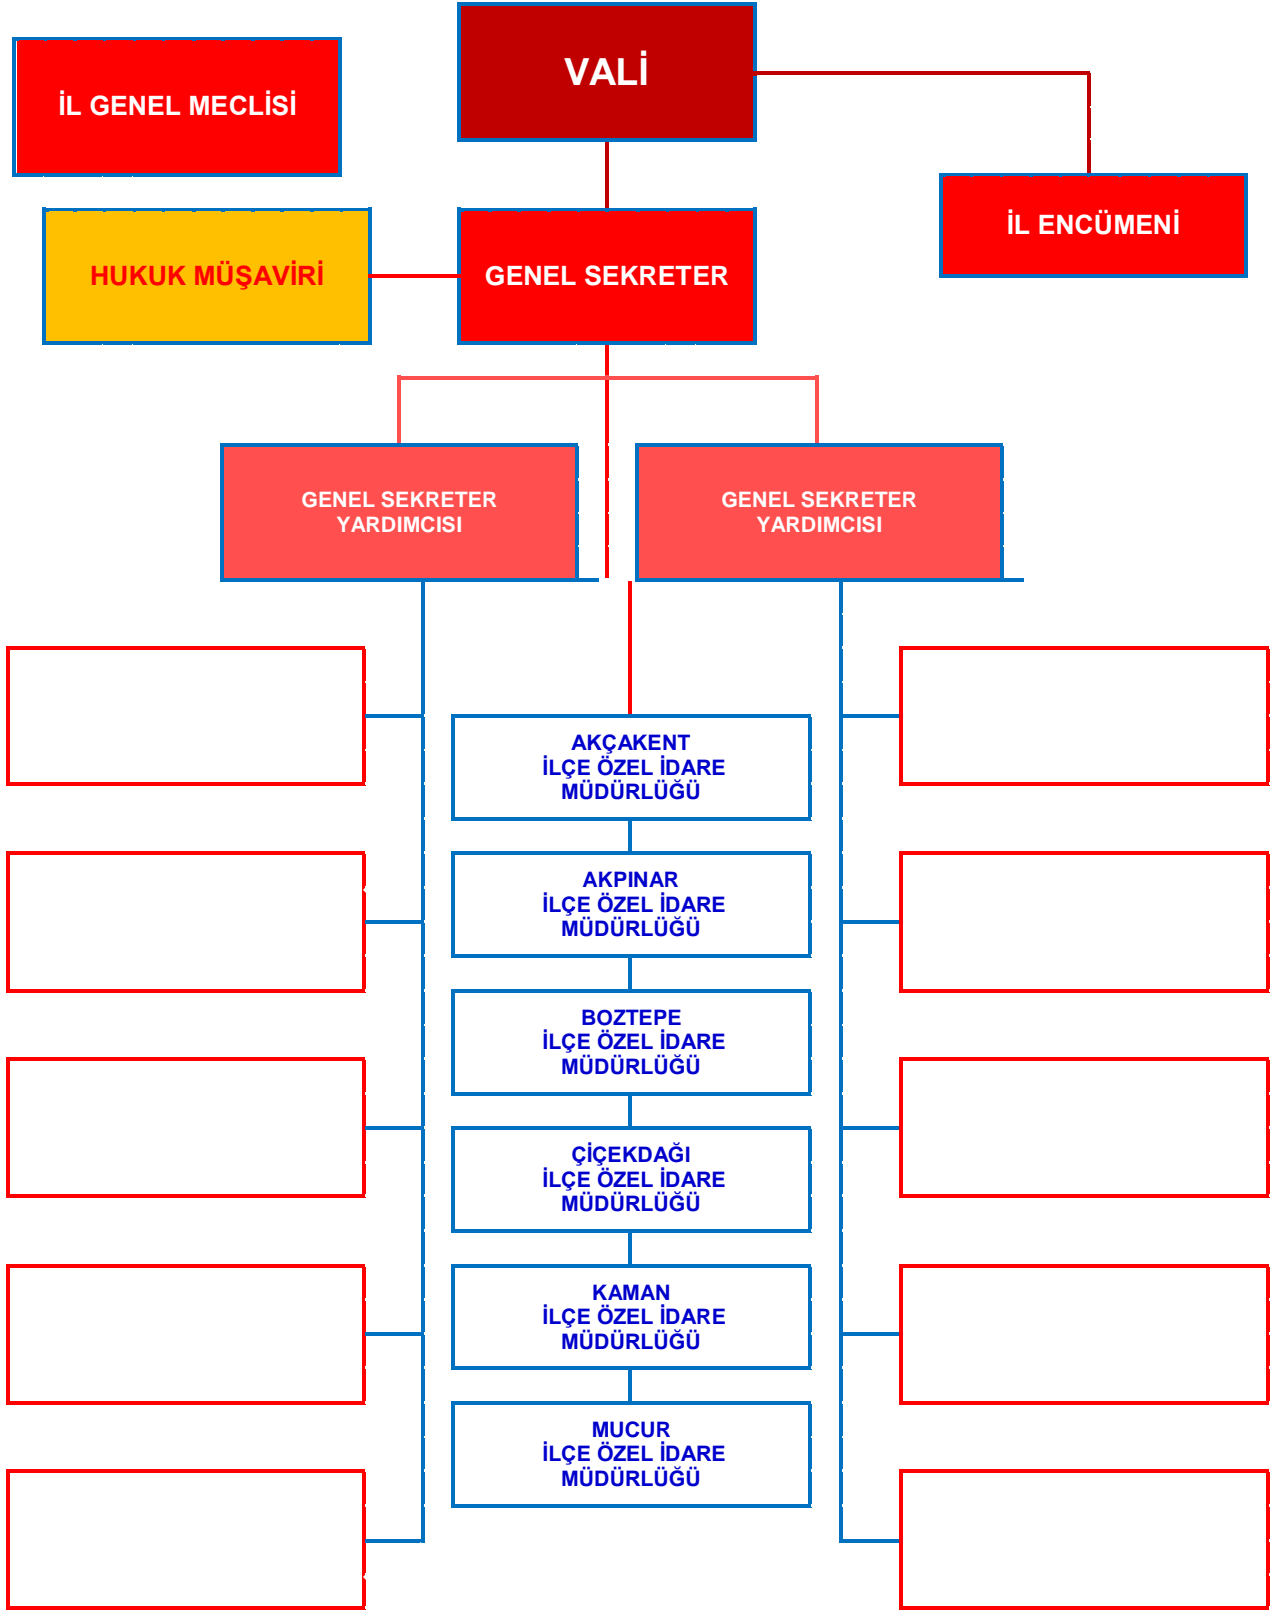 VALİ
İL GENEL MECLİSİ
İL ENCÜMENİ
HUKUK MÜŞAVİRİ
GENEL SEKRETER
GENEL SEKRETER
YARDIMCISI
GENEL SEKRETER
YARDIMCISI
AKÇAKENT
İLÇE ÖZEL İDARE
MÜDÜRLÜĞÜ
AKPINAR
İLÇE ÖZEL İDARE
MÜDÜRLÜĞÜ
BOZTEPE
İLÇE ÖZEL İDARE
MÜDÜRLÜĞÜ
ÇİÇEKDAĞI
İLÇE ÖZEL İDARE
MÜDÜRLÜĞÜ
KAMAN
İLÇE ÖZEL İDARE
MÜDÜRLÜĞÜ
MUCUR
İLÇE ÖZEL İDARE
MÜDÜRLÜĞÜ